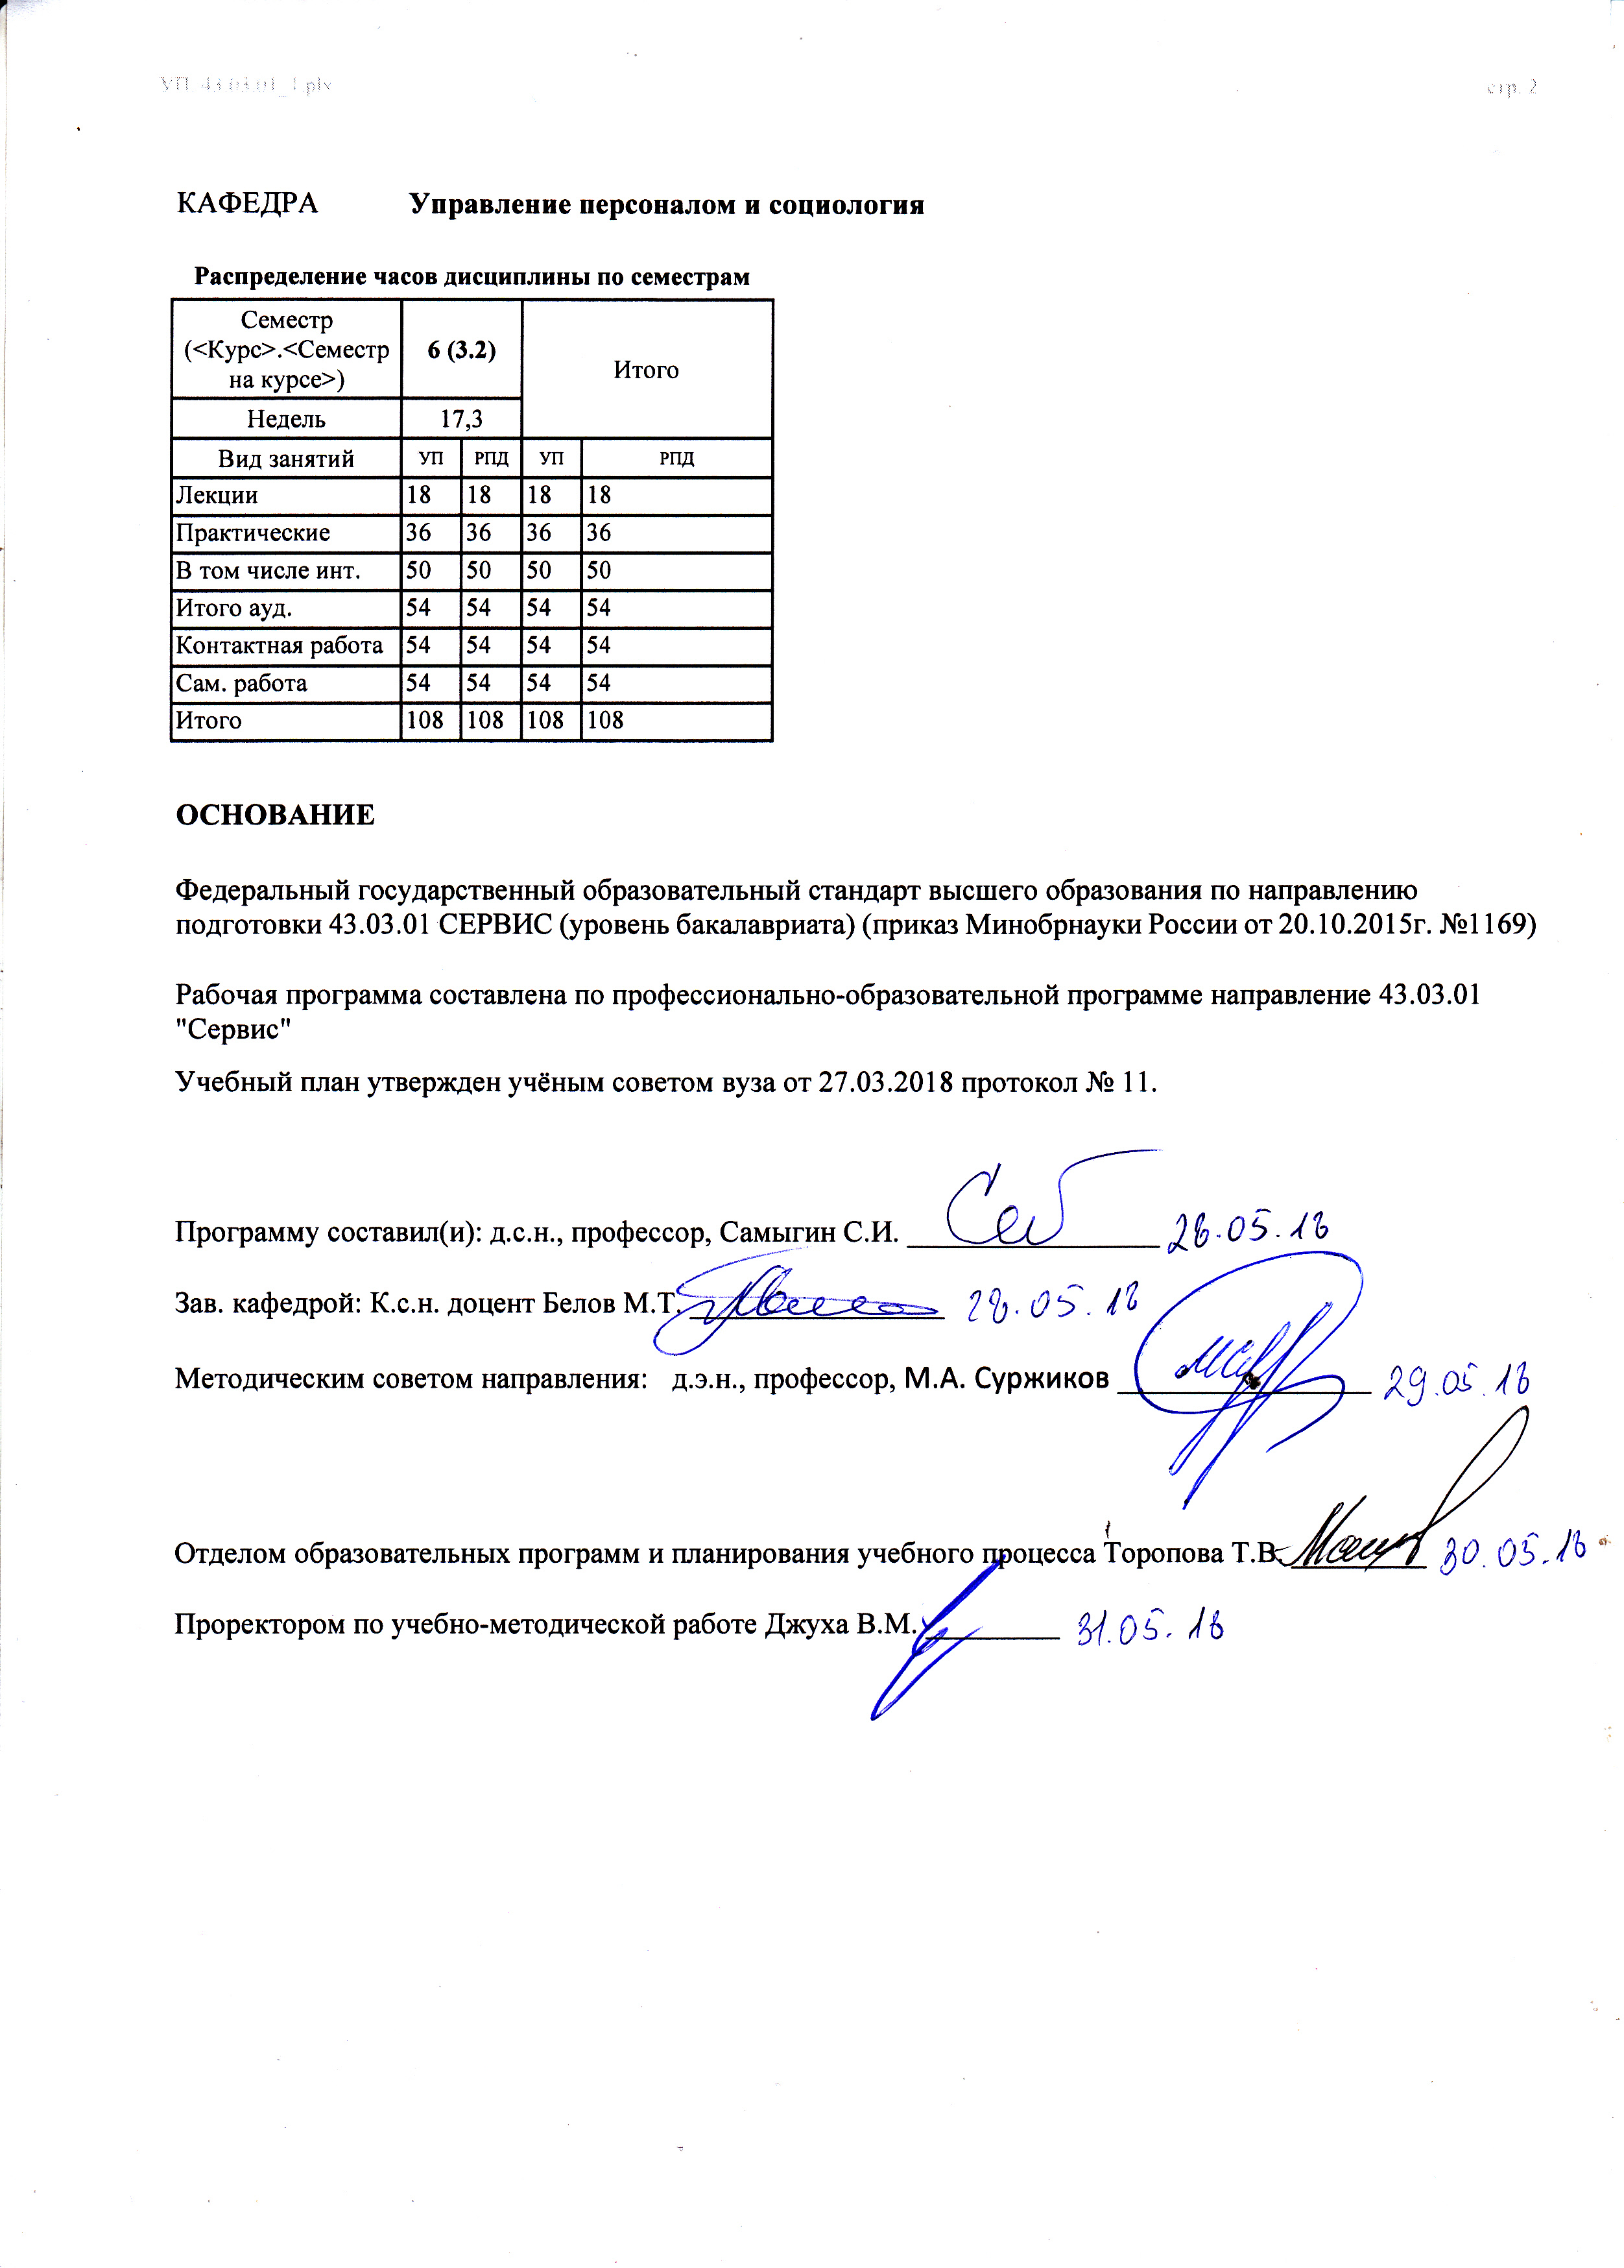 УП: 43.03.01_1.plx стр. 2
КАФЕДРА Управление персоналом и социология
Распределение часов дисциплины по семестрам
Семестр
(<Курс>.<Семестр
на курсе>) 6 (3.2) Итого
Недель 17,3
Вид занятий УП РПД УП РПД
Лекции 18 18 18 18
Практические 36 36 36 36
В том числе инт. 50 50 50 50
Итого ауд. 54 54 54 54
Контактная работа 54 54 54 54
Сам. работа 54 54 54 54
Итого 108 108 108 108
ОСНОВАНИЕ
Федеральный государственный образовательный стандарт высшего образования по направлению
подготовки 43.03.01 СЕРВИС (уровень бакалавриата) (приказ Минобрнауки России от 20.10.2015г. №1169)
Рабочая программа составлена по профессионально-образовательной программе направление 43.03.01
"Сервис"
Учебный план утвержден учёным советом вуза от 27.03.2018 протокол № 11.
Программу составил(и): д.с.н., профессор, Самыгин С.И. 28.05.18
Зав. кафедрой: К.с.н. доцент Белов М.Т. 28.05.18
Методическим советом направления: д.э.н., профессор, М.А. Суржиков 29.05.18
Отделом образовательных программ и планирования учебного процесса Торопова Т.В. 30.05.18
Проректором по учебно-методической работе Джуха В.М. 31.05.18